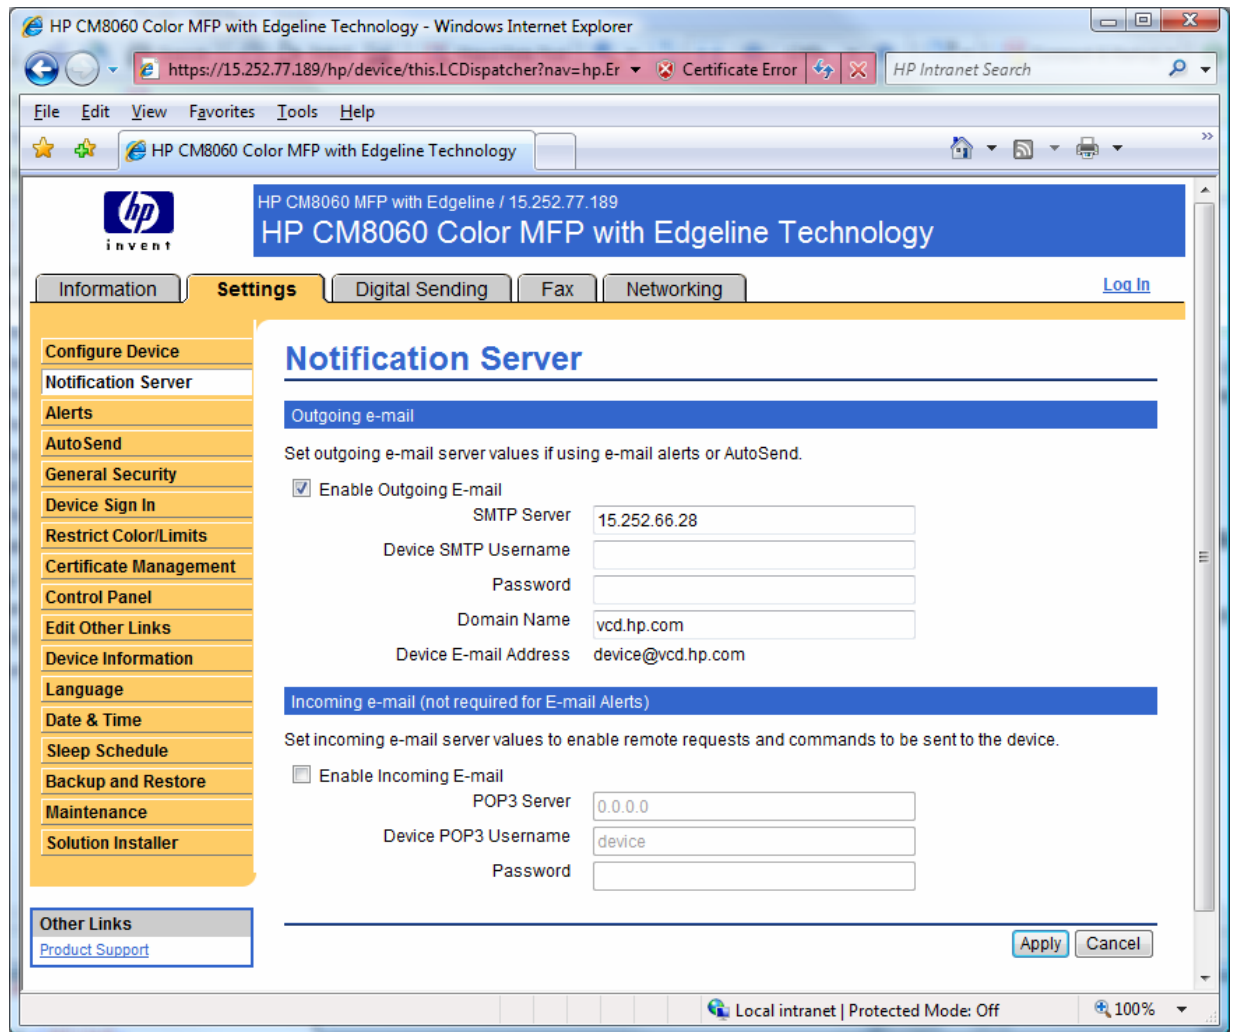 HP CM8060 Color MFP with Edgeline Technology - Windows Internet Explorer
https://15.252.77.189/hp/device/this.LCDispatcher?nav=hp.Er Certificate Error HP Intranet Search
File Edit View Favorites Tools Help
HP CM8060 Color MFP with Edgeline Technology
hp
invent
HP CM8060 MFP with Edgeline / 15.252.77.189
HP CM8060 Color MFP with Edgeline Technology
Information Settings Digital Sending Fax Networking Log In
Configure Device
Notification Server
Alerts
AutoSend
General Security
Device Sign In
Restrict Color/Limits
Certificate Management
Control Panel
Edit Other Links
Device Information
Language
Date & Time
Sleep Schedule
Backup and Restore
Maintenance
Solution Installer
Other Links
Product Support
Notification Server
Outgoing e-mail
Set outgoing e-mail server values if using e-mail alerts or AutoSend.
Enable Outgoing E-mail
SMTP Server 15.252.66.28
Device SMTP Username
Password
Domain Name vcd.hp.com
Device E-mail Address device@vcd.hp.com
Incoming e-mail (not required for E-mail Alerts)
Set incoming e-mail server values to enable remote requests and commands to be sent to the device.
Enable Incoming E-mail
POP3 Server 0.0.0.0
Device POP3 Username device
Password
Apply Cancel
Local intranet | Protected Mode: Off 100%